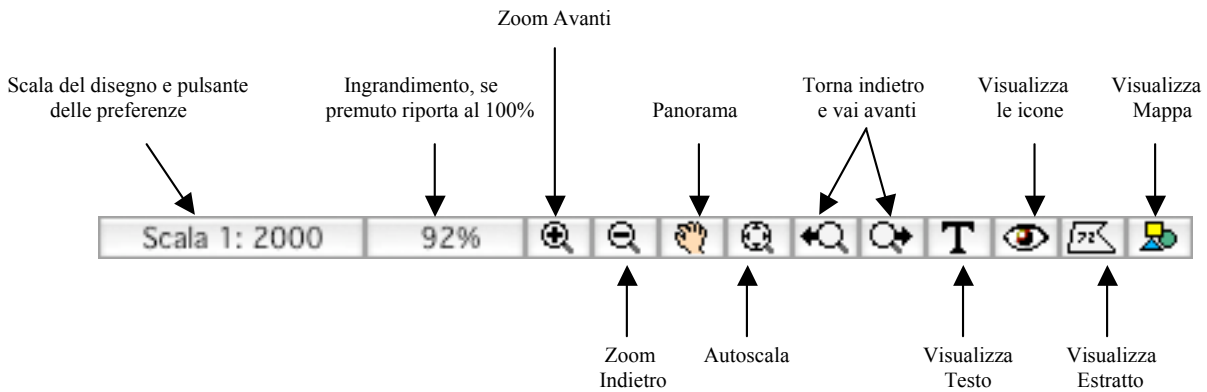 Zoom Avanti
Scala del disegno e pulsante
delle preferenze
Ingrandimento, se
premuto riporta al 100%
Panorama
Torna indietro
e vai avanti
Visualizza
le icone
Visualizza
Mappa
Scala 1: 2000
92%
T
72
Zoom
Indietro
Autoscala
Visualizza
Testo
Visualizza
Estratto